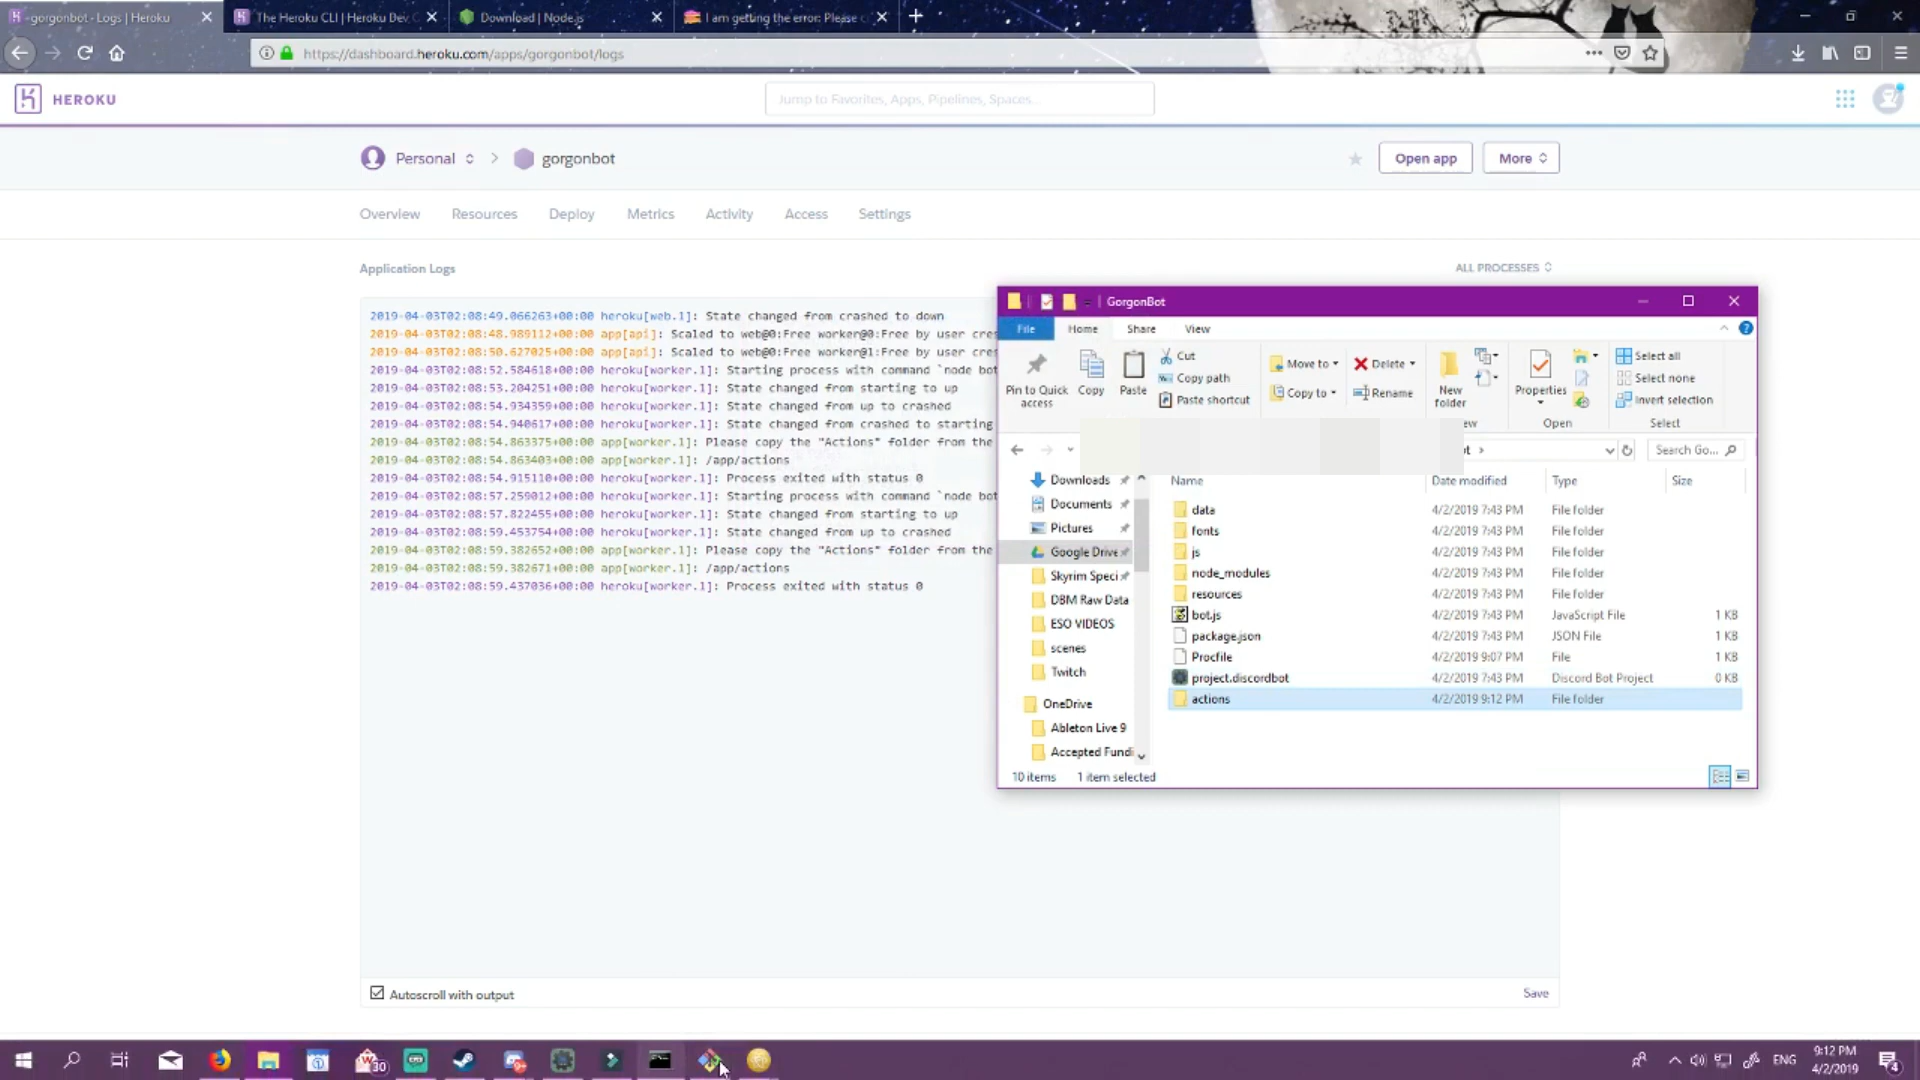 gorgonbot - Logs | Heroku
The Heroku CLI | Heroku Dev C
Download | Node.js
I am getting the error: Please c
https://dashboard.heroku.com/apps/gorgonbot/logs
HEROKU
Jump to Favorites, Apps, Pipelines, Spaces...
Personal
gorgonbot
Open app
More
Overview
Resources
Deploy
Metrics
Activity
Access
Settings
Application Logs
ALL PROCESSES
2019-04-03T02:08:49.066263+00:00 heroku[web.1]: State changed from crashed to down
2019-04-03T02:08:48.989112+00:00 app[api]: Scaled to web@0:Free worker@0:Free by user cres
2019-04-03T02:08:50.627025+00:00 app[api]: Scaled to web@0:Free worker@1:Free by user cres
2019-04-03T02:08:52.584618+00:00 heroku[worker.1]: Starting process with command `node bot
2019-04-03T02:08:53.204251+00:00 heroku[worker.1]: State changed from starting to up
2019-04-03T02:08:54.934359+00:00 heroku[worker.1]: State changed from up to crashed
2019-04-03T02:08:54.940617+00:00 heroku[worker.1]: State changed from crashed to starting
2019-04-03T02:08:54.863375+00:00 app[worker.1]: Please copy the "Actions" folder from the
2019-04-03T02:08:54.863403+00:00 app[worker.1]: /app/actions
2019-04-03T02:08:54.915110+00:00 heroku[worker.1]: Process exited with status 0
2019-04-03T02:08:57.259012+00:00 heroku[worker.1]: Starting process with command `node bot
2019-04-03T02:08:57.822455+00:00 heroku[worker.1]: State changed from starting to up
2019-04-03T02:08:59.453754+00:00 heroku[worker.1]: State changed from up to crashed
2019-04-03T02:08:59.382652+00:00 app[worker.1]: Please copy the "Actions" folder from the
2019-04-03T02:08:59.382671+00:00 app[worker.1]: /app/actions
2019-04-03T02:08:59.437036+00:00 heroku[worker.1]: Process exited with status 0
Autoscroll with output
Save
GorgonBot
File
Home
Share
View
Pin to Quick access
Copy
Paste
Cut
Copy path
Paste shortcut
Move to
Copy to
Delete
Rename
New folder
Properties
Select all
Select none
Invert selection
ew
Open
Select
ot
Search Go...
Name
Date modified
Type
Size
Downloads
Documents
Pictures
Google Drive
Skyrim Speci
DBM Raw Data
ESO VIDEOS
scenes
Twitch
OneDrive
Ableton Live 9
Accepted Fundi
data 4/2/2019 7:43 PM File folder
fonts 4/2/2019 7:43 PM File folder
js 4/2/2019 7:43 PM File folder
node_modules 4/2/2019 7:43 PM File folder
resources 4/2/2019 7:43 PM File folder
bot.js 4/2/2019 7:43 PM JavaScript File 1 KB
package.json 4/2/2019 7:43 PM JSON File 1 KB
Procfile 4/2/2019 9:07 PM File 1 KB
project.discordbot 4/2/2019 7:43 PM Discord Bot Project 0 KB
actions 4/2/2019 9:12 PM File folder
10 items
1 item selected
30
9+
ENG
9:12 PM
4/2/2019
4